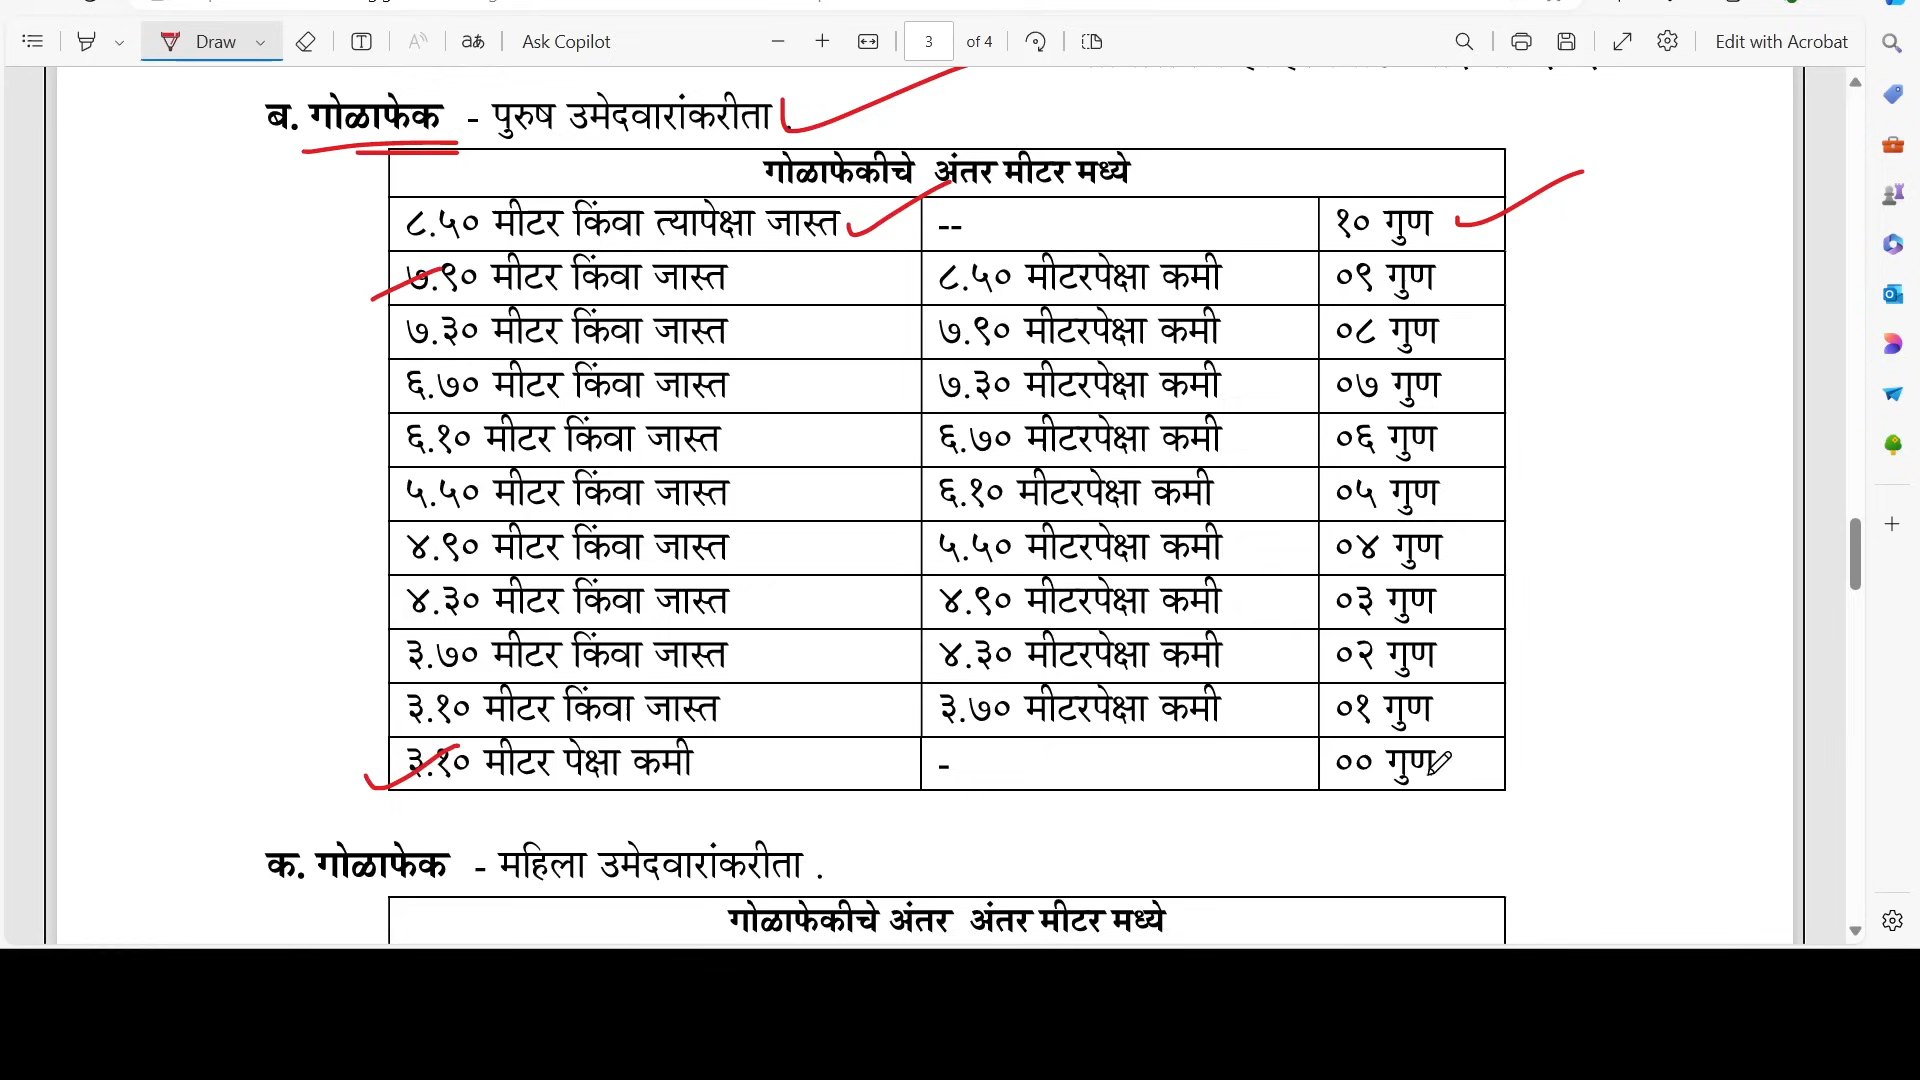 Draw
Ask Copilot
3 of 4
Edit with Acrobat
ब. गोळाफेक - पुरुष उमेदवारांकरीता .
गोळाफेकीचे अंतर मीटर मध्ये
८.५० मीटर किंवा त्यापेक्षा जास्त -- १० गुण
७.९० मीटर किंवा जास्त ८.५० मीटरपेक्षा कमी ०९ गुण
७.३० मीटर किंवा जास्त ७.९० मीटरपेक्षा कमी ०८ गुण
६.७० मीटर किंवा जास्त ७.३० मीटरपेक्षा कमी ०७ गुण
६.१० मीटर किंवा जास्त ६.७० मीटरपेक्षा कमी ०६ गुण
५.५० मीटर किंवा जास्त ६.१० मीटरपेक्षा कमी ०५ गुण
४.९० मीटर किंवा जास्त ५.५० मीटरपेक्षा कमी ०४ गुण
४.३० मीटर किंवा जास्त ४.९० मीटरपेक्षा कमी ०३ गुण
३.७० मीटर किंवा जास्त ४.३० मीटरपेक्षा कमी ०२ गुण
३.१० मीटर किंवा जास्त ३.७० मीटरपेक्षा कमी ०१ गुण
३.१० मीटर पेक्षा कमी - ०० गुण
क. गोळाफेक - महिला उमेदवारांकरीता .
गोळाफेकीचे अंतर अंतर मीटर मध्ये